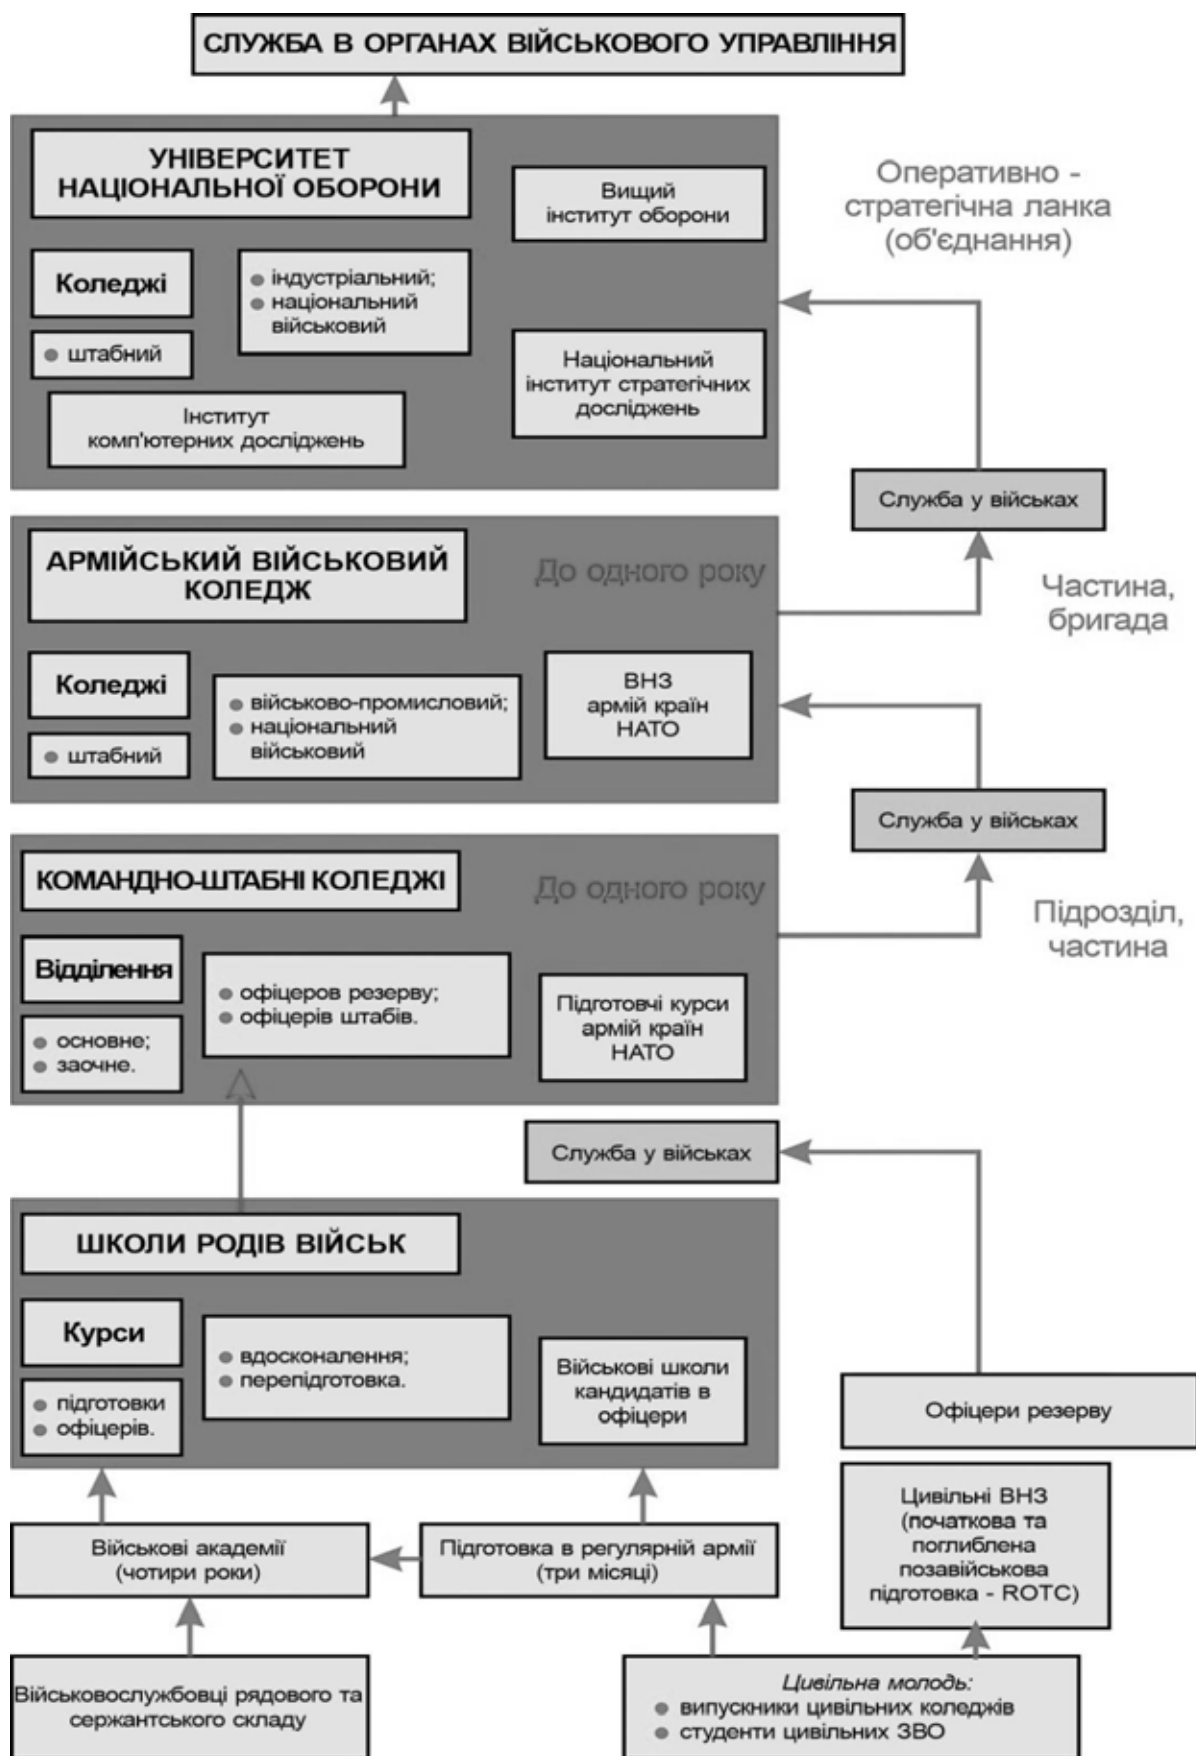 СЛУЖБА В ОРГАНАХ ВІЙСЬКОВОГО УПРАВЛІННЯ
УНІВЕРСИТЕТ
НАЦІОНАЛЬНОЇ ОБОРОНИ
Вищий
інститут оборони
Оперативно -
стратегічна ланка
(об'єднання)
Коледжі
штабний
індустріальний;
національний
військовий
Національний
інститут стратегічних
досліджень
Інститут
комп'ютерних досліджень
Служба у військах
АРМІЙСЬКИЙ ВІЙСЬКОВИЙ
КОЛЕДЖ
До одного року
Частина,
бригада
Коледжі
штабний
військово-промисловий;
національний
військовий
ВНЗ
армій країн
НАТО
Служба у військах
КОМАНДНО-ШТАБНІ КОЛЕДЖІ
До одного року
Підрозділ,
частина
Відділення
основне;
заочне.
офіцеров резерву;
офіцерів штабів.
Підготовчі курси
армій країн
НАТО
Служба у військах
ШКОЛИ РОДІВ ВІЙСЬК
Курси
підготовки
офіцерів.
вдосконалення;
перепідготовка.
Військові школи
кандидатів в
офіцери
Офіцери резерву
Цивільні ВНЗ
(початкова та
поглиблена
позавійськова
підготовка - ROTC)
Військові академії
(чотири роки)
Підготовка в регулярній армії
(три місяці)
Військовослужбовці рядового та
сержантського складу
Цивільна молодь:
випускники цивільних коледжів
студенти цивільних ЗВО